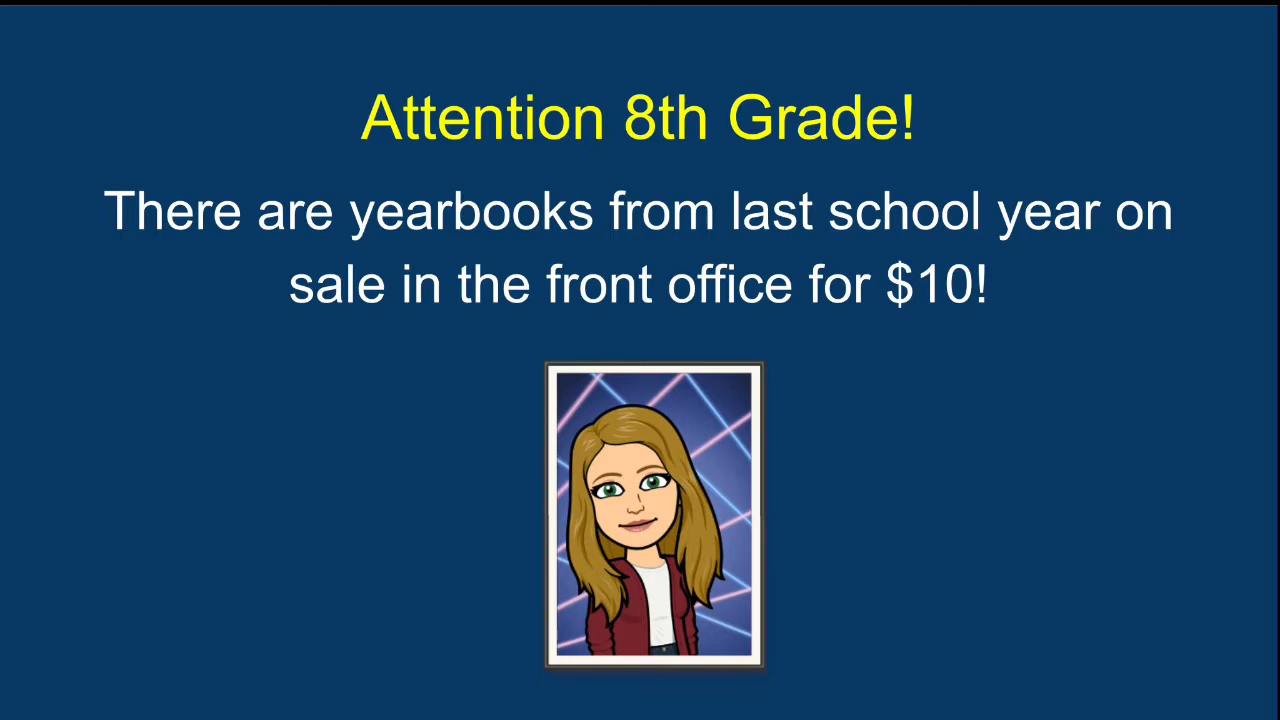 Attention 8th Grade!
There are yearbooks from last school year on
sale in the front office for $10!